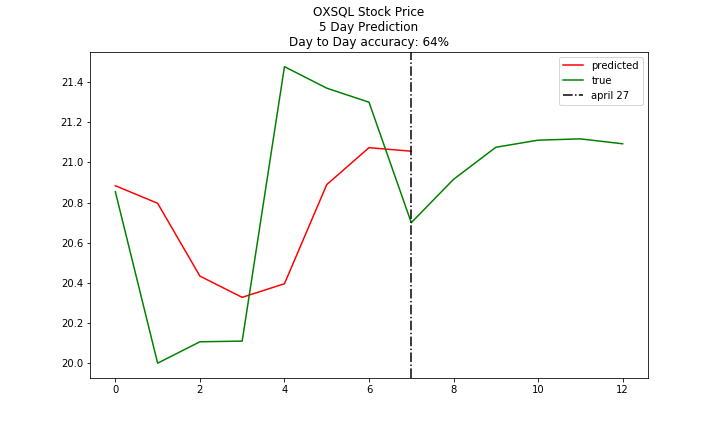 OXSQL Stock Price
5 Day Prediction
Day to Day accuracy: 64%
predicted
true
april 27
21.4
21.2
21.0
20.8
20.6
20.4
20.2
20.0
0 2 4 6 8 10 12